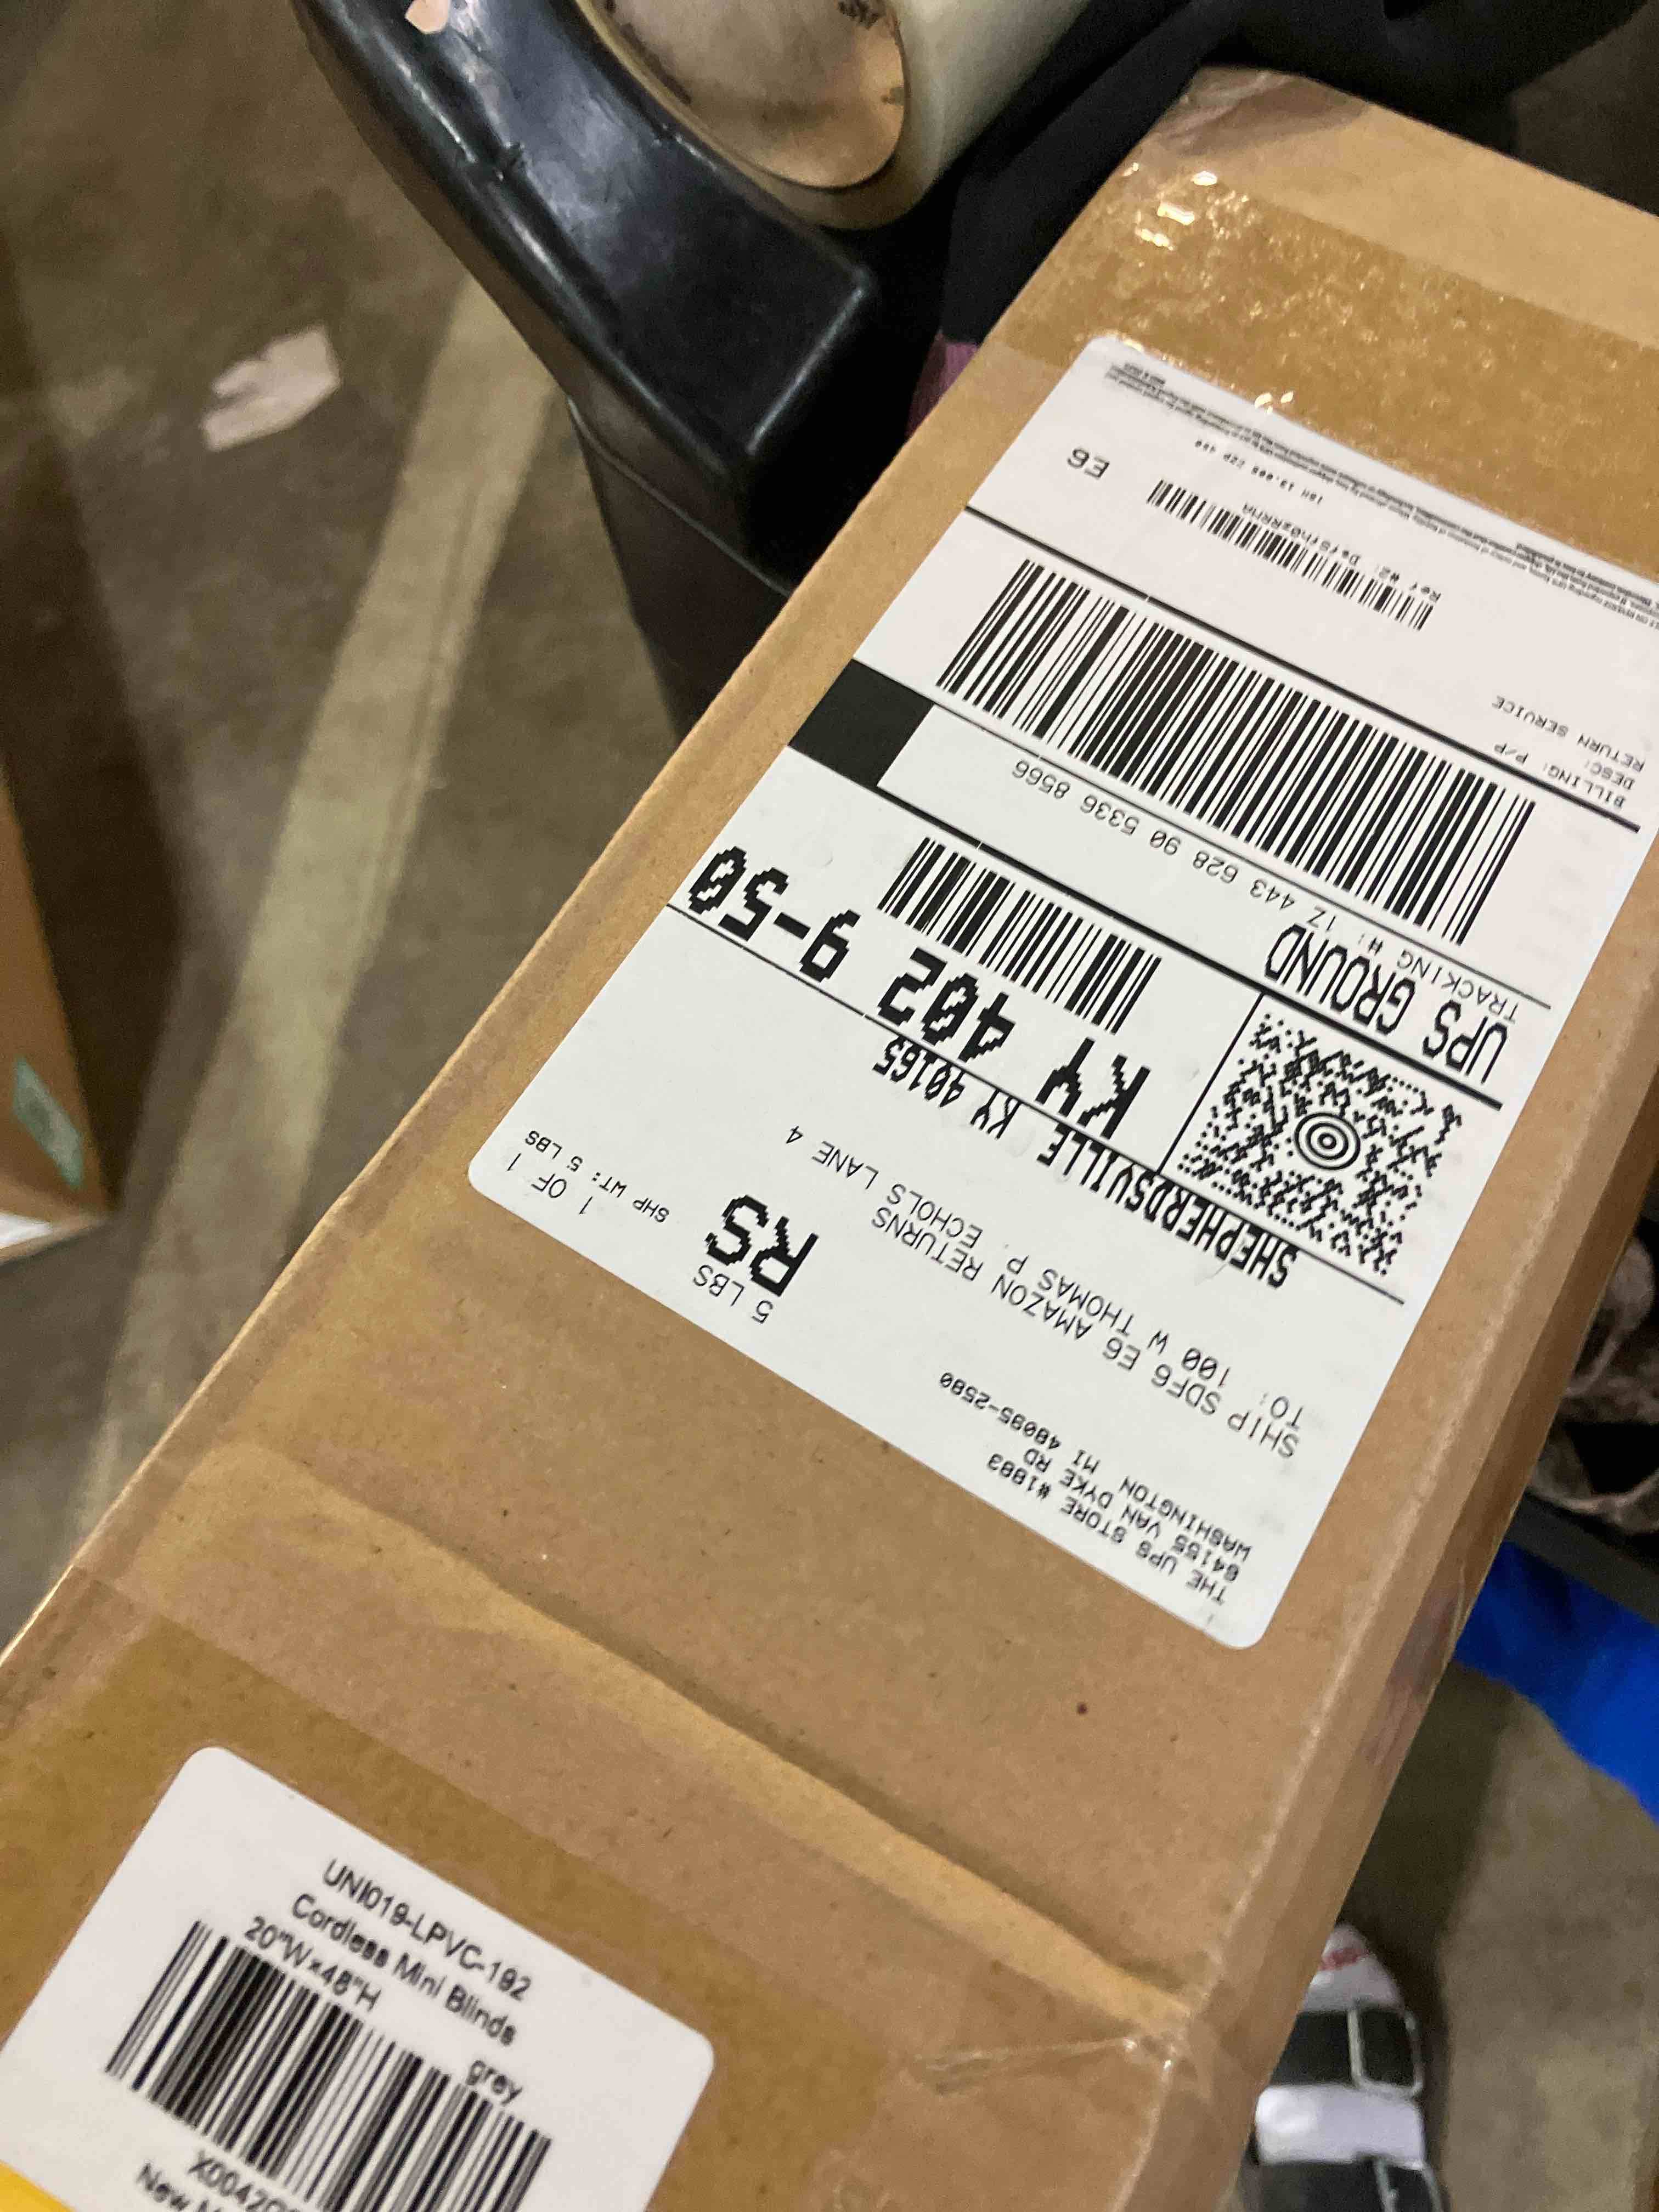 THE UPS STORE #1883
64155 VAN DYKE RD
WASHINGTON MI 48095-2580
5 LBS
1 OF 1
SHP WT: 5 LBS
RS
SHIP SDF6 E6 AMAZON RETURNS
TO: 100 W THOMAS P. ECHOLS LANE 4
SHEPHERDSVILLE KY 40165
KY 402 9-50
UPS GROUND
TRACKING #: 1Z 443 628 90 5336 8566
BILLING: P/P
DESC:
RETURN SERVICE
E6
UNI019-LPVC-192
Cordless Mini Blinds
20"W×48"H
grey
New